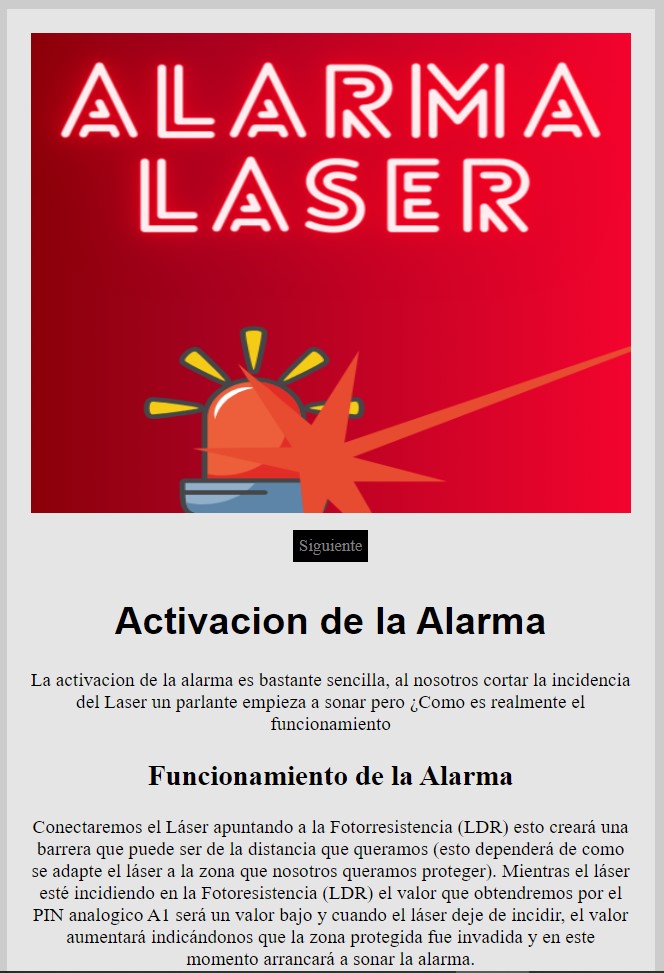 ALARMA
LASER
Siguiente
Activacion de la Alarma
La activacion de la alarma es bastante sencilla, al nosotros cortar la incidencia
del Laser un parlante empieza a sonar pero ¿Como es realmente el
funcionamiento
Funcionamiento de la Alarma
Conectaremos el Láser apuntando a la Fotorresistencia (LDR) esto creará una
barrera que puede ser de la distancia que queramos (esto dependerá de como
se adapte el láser a la zona que nosotros queramos proteger). Mientras el láser
esté incidiendo en la Fotoresistencia (LDR) el valor que obtendremos por el
PIN analogico A1 será un valor bajo y cuando el láser deje de incidir, el valor
aumentará indicándonos que la zona protegida fue invadida y en este
momento arrancará a sonar la alarma.